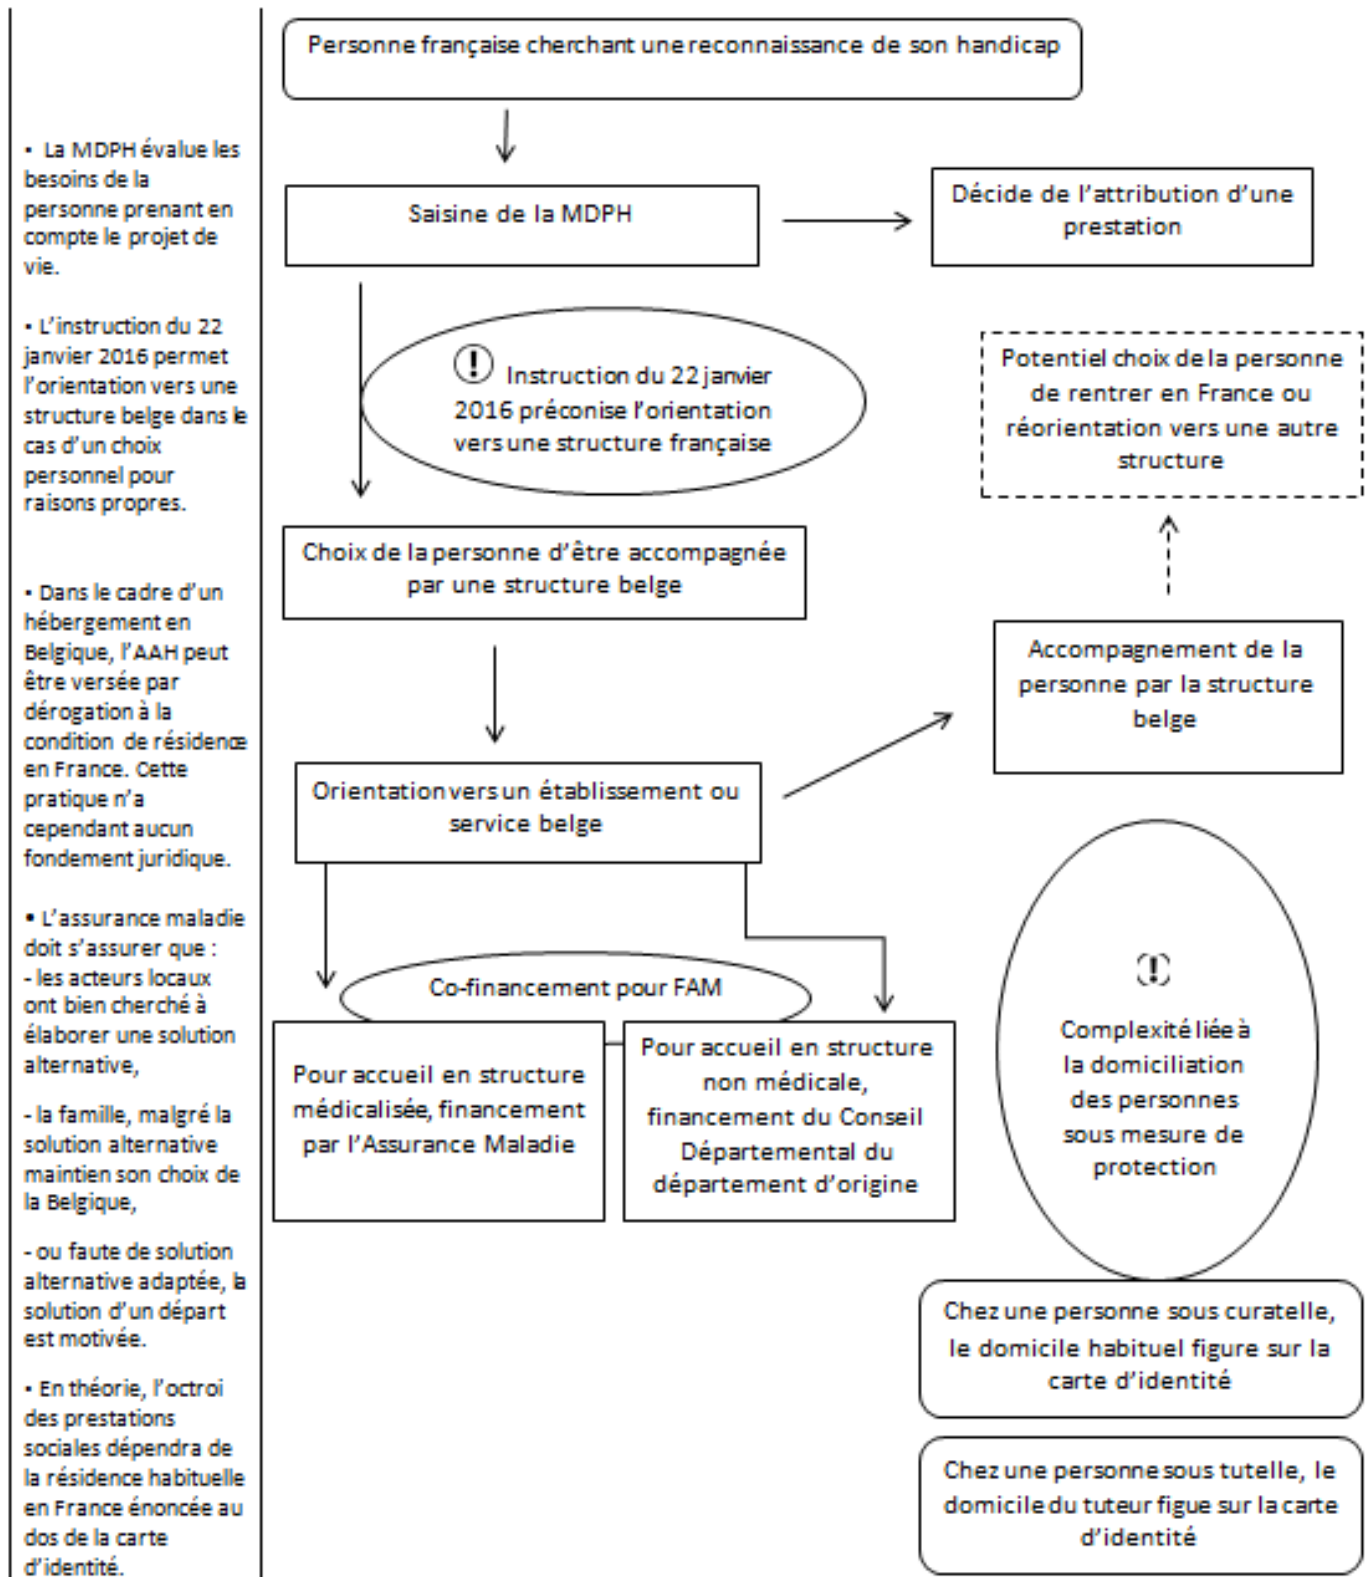 • La MDPH évalue les
besoins de la
personne prenant en
compte le projet de
vie.
• L'instruction du 22
janvier 2016 permet
l'orientation vers une
structure belge dans le
cas d'un choix
personnel pour
raisons propres.
• Dans le cadre d'un
hébergement en
Belgique, l'AAH peut
être versée par
dérogation à la
condition de résidence
en France. Cette
pratique n'a
cependant aucun
fondement juridique.
• L'assurance maladie
doit s'assurer que :
- les acteurs locaux
ont bien cherché à
élaborer une solution
alternative,
- la famille, malgré la
solution alternative
maintien son choix de
la Belgique,
- ou faute de solution
alternative adaptée, la
solution d'un départ
est motivée.
• En théorie, l'octroi
des prestations
sociales dépendra de
la résidence habituelle
en France énoncée au
dos de la carte
d'identité.
Personne française cherchant une reconnaissance de son handicap
Saisine de la MDPH
Décide de l'attribution d'une
prestation
! Instruction du 22 janvier
2016 préconise l'orientation
vers une structure française
Potentiel choix de la personne
de rentrer en France ou
réorientation vers une autre
structure
Choix de la personne d'être accompagnée
par une structure belge
Accompagnement de la
personne par la structure
belge
Orientation vers un établissement ou
service belge
Co-financement pour FAM
Pour accueil en structure
médicalisée, financement
par l'Assurance Maladie
Pour accueil en structure
non médicale,
financement du Conseil
Départemental du
département d'origine
!
Complexité liée à
la domiciliation
des personnes
sous mesure de
protection
Chez une personne sous curatelle,
le domicile habituel figure sur la
carte d'identité
Chez une personne sous tutelle, le
domicile du tuteur figue sur la carte
d'identité